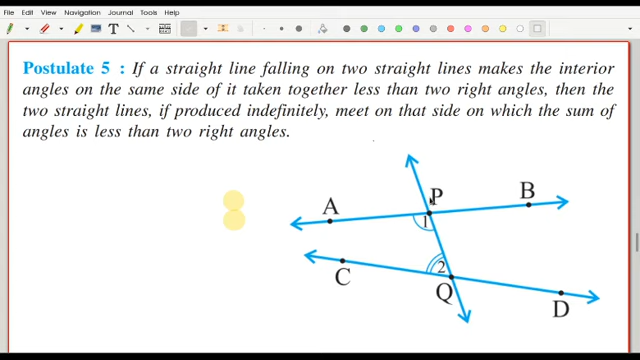 File Edit View Navigation Journal Tools Help
Postulate 5 : If a straight line falling on two straight lines makes the interior
angles on the same side of it taken together less than two right angles, then the
two straight lines, if produced indefinitely, meet on that side on which the sum of
angles is less than two right angles.
P
B
A
1
2
C
Q
D